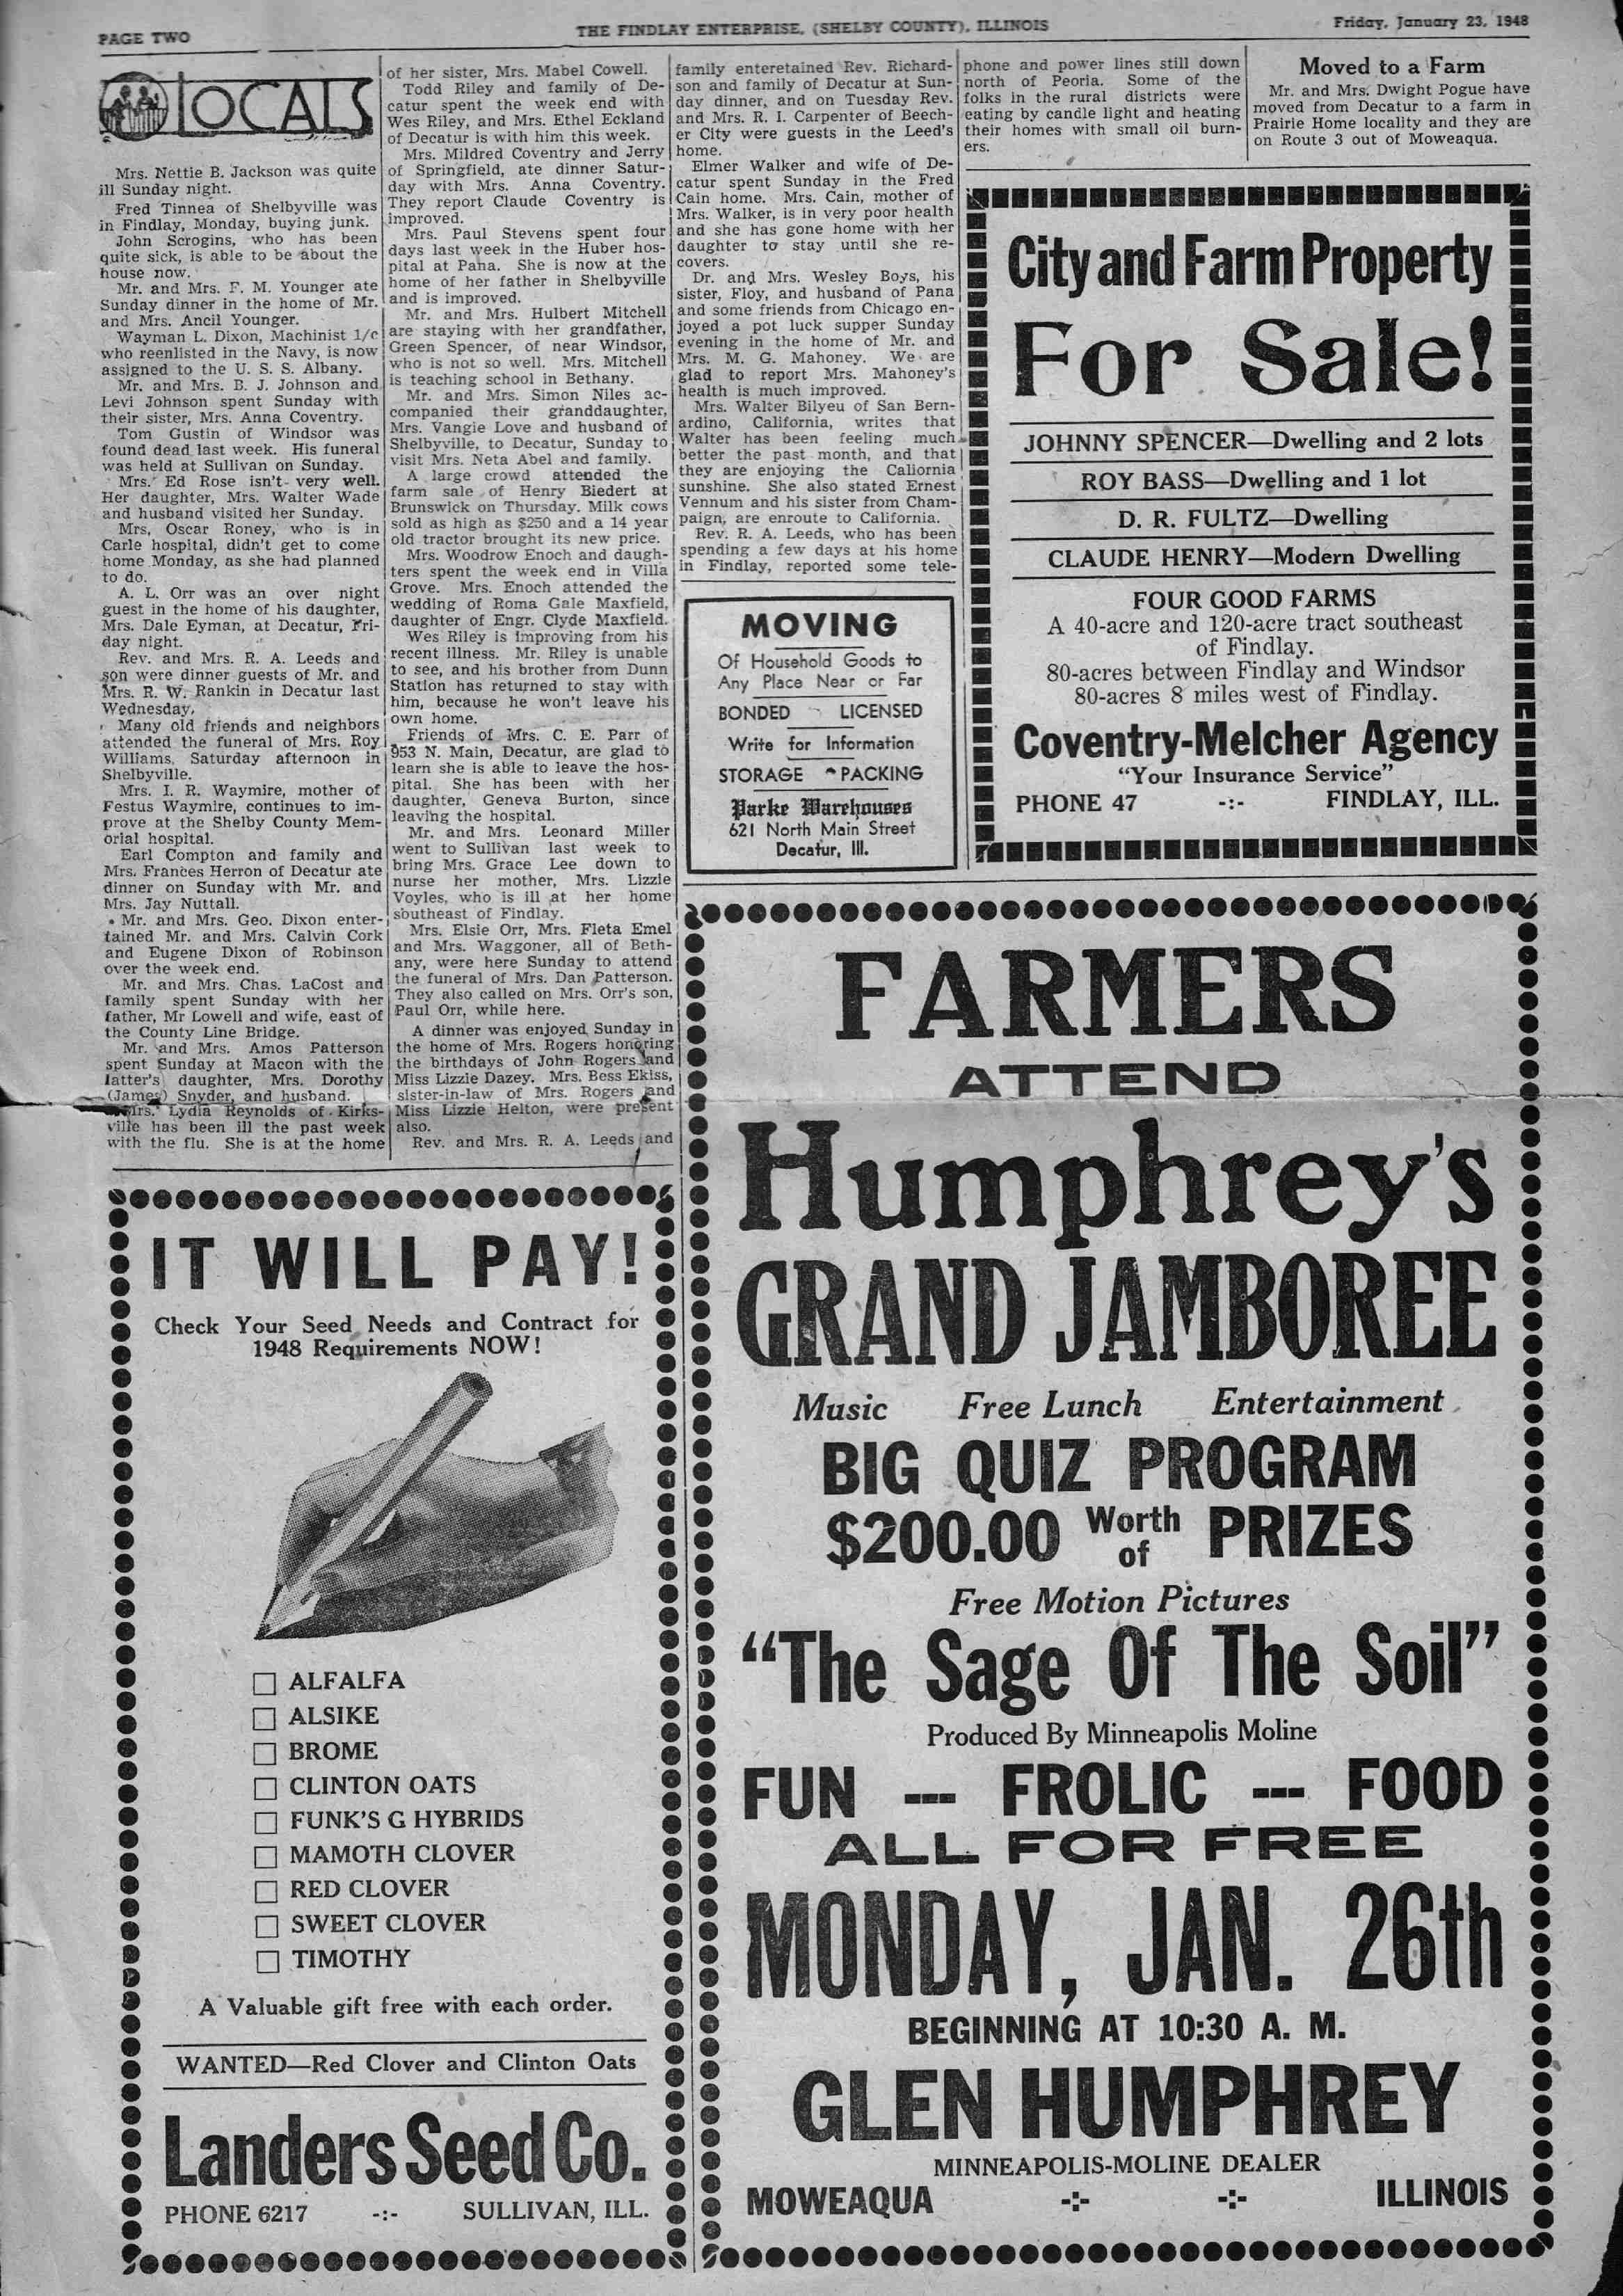 PAGE TWO
THE FINDLAY ENTERPRISE, (SHELBY COUNTY), ILLINOIS
Friday, January 23, 1948
LOCALS
Mrs. Nettie B. Jackson was quite
ill Sunday night.
Fred Tinnea of Shelbyville was
in Findlay, Monday, buying junk.
John Scrogins, who has been
quite sick, is able to be about the
house now.
Mr. and Mrs. F. M. Younger ate
Sunday dinner in the home of Mr.
and Mrs. Ancil Younger.
Wayman L. Dixon, Machinist 1/c
who reenlisted in the Navy, is now
assigned to the U. S. S. Albany.
Mr. and Mrs. B. J. Johnson and
Levi Johnson spent Sunday with
their sister, Mrs. Anna Coventry.
Tom Gustin of Windsor was
found dead last week. His funeral
was held at Sullivan on Sunday.
Mrs. Ed Rose isn't very well.
Her daughter, Mrs. Walter Wade
and husband visited her Sunday.
Mrs, Oscar Roney, who is in
Carle hospital, didn't get to come
home Monday, as she had planned
to do.
A. L. Orr was an over night
guest in the home of his daughter,
Mrs. Dale Eyman, at Decatur, Fri-
day night.
Rev. and Mrs. R. A. Leeds and
son were dinner guests of Mr. and
Mrs. R. W. Rankin in Decatur last
Wednesday.
Many old friends and neighbors
attended the funeral of Mrs. Roy
Williams, Saturday afternoon in
Shelbyville.
Mrs. I. R. Waymire, mother of
Festus Waymire, continues to im-
prove at the Shelby County Mem-
orial hospital.
Earl Compton and family and
Mrs. Frances Herron of Decatur ate
dinner on Sunday with Mr. and
Mrs. Jay Nuttall.
Mr. and Mrs. Geo. Dixon enter-
tained Mr. and Mrs. Calvin Cork
and Eugene Dixon of Robinson
over the week end.
Mr. and Mrs. Chas. LaCost and
family spent Sunday with her
father, Mr Lowell and wife, east of
the County Line Bridge.
Mr. and Mrs. Amos Patterson
spent Sunday at Macon with the
latter's daughter, Mrs. Dorothy
(James) Snyder, and husband.
Mrs. Lydia Reynolds of Kirks-
ville has been ill the past week
with the flu. She is at the home
of her sister, Mrs. Mabel Cowell.
Todd Riley and family of De-
catur spent the week end with
Wes Riley, and Mrs. Ethel Eckland
of Decatur is with him this week.
Mrs. Mildred Coventry and Jerry
of Springfield, ate dinner Satur-
day with Mrs. Anna Coventry.
They report Claude Coventry is
improved.
Mrs. Paul Stevens spent four
days last week in the Huber hos-
pital at Pana. She is now at the
home of her father in Shelbyville
and is improved.
Mr. and Mrs. Hulbert Mitchell
are staying with her grandfather,
Green Spencer, of near Windsor,
who is not so well. Mrs. Mitchell
is teaching school in Bethany.
Mr. and Mrs. Simon Niles ac-
companied their granddaughter,
Mrs. Vangie Love and husband of
Shelbyville, to Decatur, Sunday to
visit Mrs. Neta Abel and family.
A large crowd attended the
farm sale of Henry Biedert at
Brunswick on Thursday. Milk cows
sold as high as $250 and a 14 year
old tractor brought its new price.
Mrs. Woodrow Enoch and daugh-
ters spent the week end in Villa
Grove. Mrs. Enoch attended the
wedding of Roma Gale Maxfield,
daughter of Engr. Clyde Maxfield.
Wes Riley is improving from his
recent illness. Mr. Riley is unable
to see, and his brother from Dunn
Station has returned to stay with
him, because he won't leave his
own home.
Friends of Mrs. C. E. Parr of
953 N. Main, Decatur, are glad to
learn she is able to leave the hos-
pital. She has been with her
daughter, Geneva Burton, since
leaving the hospital.
Mr. and Mrs. Leonard Miller
went to Sullivan last week to
bring Mrs. Grace Lee down to
nurse her mother, Mrs. Lizzie
Voyles, who is ill at her home
southeast of Findlay.
Mrs. Elsie Orr, Mrs. Fleta Emel
and Mrs. Waggoner, all of Beth-
any, were here Sunday to attend
the funeral of Mrs. Dan Patterson.
They also called on Mrs. Orr's son,
Paul Orr, while here.
A dinner was enjoyed Sunday in
the home of Mrs. Rogers honoring
the birthdays of John Rogers and
Miss Lizzie Dazey. Mrs. Bess Ekiss,
sister-in-law of Mrs. Rogers and
Miss Lizzie Helton, were present
also.
Rev. and Mrs. R. A. Leeds and
family enteretained Rev. Richard-
son and family of Decatur at Sun-
day dinner, and on Tuesday Rev.
and Mrs. R. I. Carpenter of Beech-
er City were guests in the Leed's
home.
Elmer Walker and wife of De-
catur spent Sunday in the Fred
Cain home. Mrs. Cain, mother of
Mrs. Walker, is in very poor health
and she has gone home with her
daughter to stay until she re-
covers.
Dr. and Mrs. Wesley Boys, his
sister, Floy, and husband of Pana
and some friends from Chicago en-
joyed a pot luck supper Sunday
evening in the home of Mr. and
Mrs. M. G. Mahoney. We are
glad to report Mrs. Mahoney's
health is much improved.
Mrs. Walter Bilyeu of San Bern-
ardino, California, writes that
Walter has been feeling much
better the past month, and that
they are enjoying the Caliornia
sunshine. She also stated Ernest
Vennum and his sister from Cham-
paign, are enroute to California.
Rev. R. A. Leeds, who has been
spending a few days at his home
in Findlay, reported some tele-
phone and power lines still down
north of Peoria. Some of the
folks in the rural districts were
eating by candle light and heating
their homes with small oil burn-
ers.
Moved to a Farm
Mr. and Mrs. Dwight Pogue have
moved from Decatur to a farm in
Prairie Home locality and they are
on Route 3 out of Moweaqua.
MOVING
Of Household Goods to
Any Place Near or Far
BONDED - LICENSED
Write for Information
STORAGE - PACKING
Parke Warehouses
621 North Main Street
Decatur, Ill.
City and Farm Property
For Sale!
JOHNNY SPENCER—Dwelling and 2 lots
ROY BASS—Dwelling and 1 lot
D. R. FULTZ—Dwelling
CLAUDE HENRY—Modern Dwelling
FOUR GOOD FARMS
A 40-acre and 120-acre tract southeast
of Findlay.
80-acres between Findlay and Windsor
80-acres 8 miles west of Findlay.
Coventry-Melcher Agency
"Your Insurance Service"
PHONE 47 -:- FINDLAY, ILL.
IT WILL PAY!
Check Your Seed Needs and Contract for
1948 Requirements NOW!
□ ALFALFA
□ ALSIKE
□ BROME
□ CLINTON OATS
□ FUNK'S G HYBRIDS
□ MAMOTH CLOVER
□ RED CLOVER
□ SWEET CLOVER
□ TIMOTHY
A Valuable gift free with each order.
WANTED—Red Clover and Clinton Oats
Landers Seed Co.
PHONE 6217 -:- SULLIVAN, ILL.
FARMERS
ATTEND
Humphrey's
GRAND JAMBOREE
Music Free Lunch Entertainment
BIG QUIZ PROGRAM
$200.00 Worth of PRIZES
Free Motion Pictures
"The Sage Of The Soil"
Produced By Minneapolis Moline
FUN --- FROLIC --- FOOD
ALL FOR FREE
MONDAY, JAN. 26th
BEGINNING AT 10:30 A. M.
GLEN HUMPHREY
MINNEAPOLIS-MOLINE DEALER
MOWEAQUA -:- -:- ILLINOIS